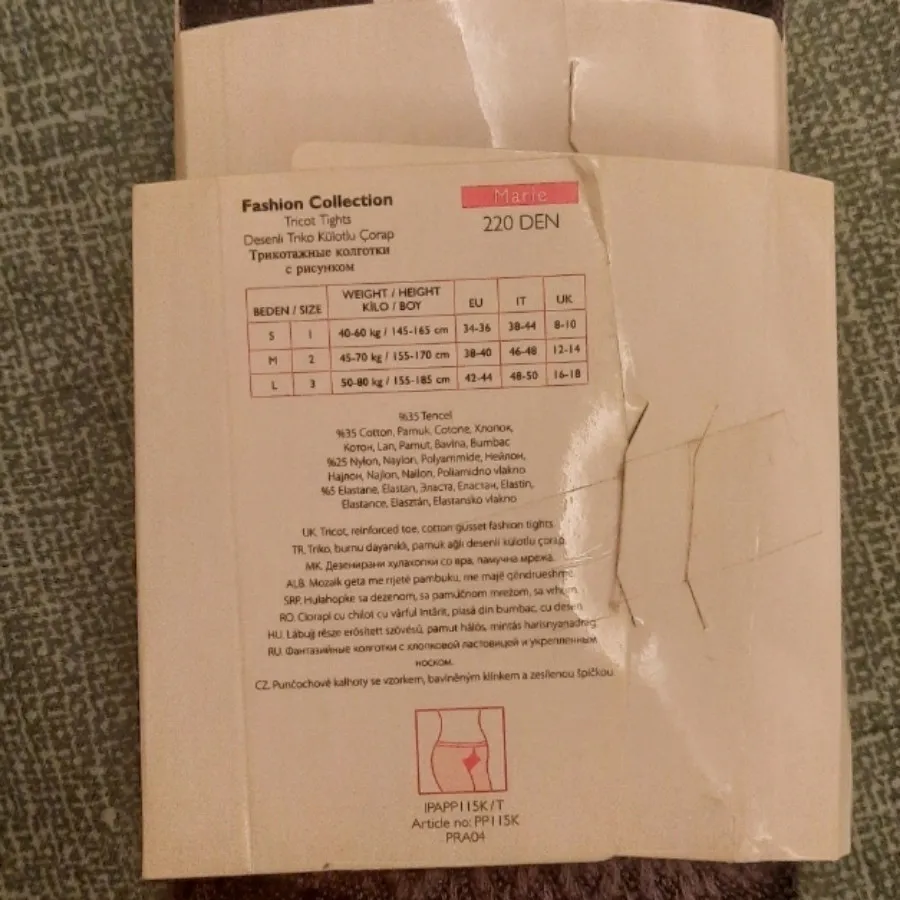 Fashion Collection
Tricot Tights
Desenli Triko Külotlu Çorap
Трикотажные колготки
с рисунком
Marie
220 DEN
BEDEN / SIZE WEIGHT / HEIGHT KİLO / BOY EU IT UK
S 1 40-60 kg / 145-165 cm 34-36 38-44 8-10
M 2 45-70 kg / 155-170 cm 38-40 46-48 12-14
L 3 50-80 kg / 155-185 cm 42-44 48-50 16-18
%35 Tencel
%35 Cotton, Pamuk, Cotone, Хлопок,
Котон, Lan, Pamut, Bavlna, Bumbac
%25 Nylon, Naylon, Polyammide, Нейлон,
Најлон, Najlon, Nailon, Poliamidno vlakno
%5 Elastane, Elastan, Эласта, Еластан, Elastin,
Elastance, Elasztán, Elastansko vlakno
UK. Tricot, reinforced toe, cotton gusset fashion tights
TR. Triko, burnu dayanıklı, pamuk ağlı desenli külotlu çorap.
MK. Дезенирани хулахопки со врв, памучна мрежа.
ALB. Mozaik geta me rrjetë pambuku, me majë qëndrueshme.
SRP. Hulahopke sa dezenom, sa pamučnom mrežom, sa vrhom.
RO. Ciorapi cu chilot cu vârful întărit, plasă din bumbac, cu desen
HU. Lábujj része erősített szövésű, pamut hálós, mintás harisnyanadrág.
RU. Фантазийные колготки с хлопковой ластовицей и укрепленным
носком.
CZ. Punčochové kalhoty se vzorkem, bavlněným klínkem a zesílenou špičkou.
IPAPP115K/T
Article no: PP115K
PRA04